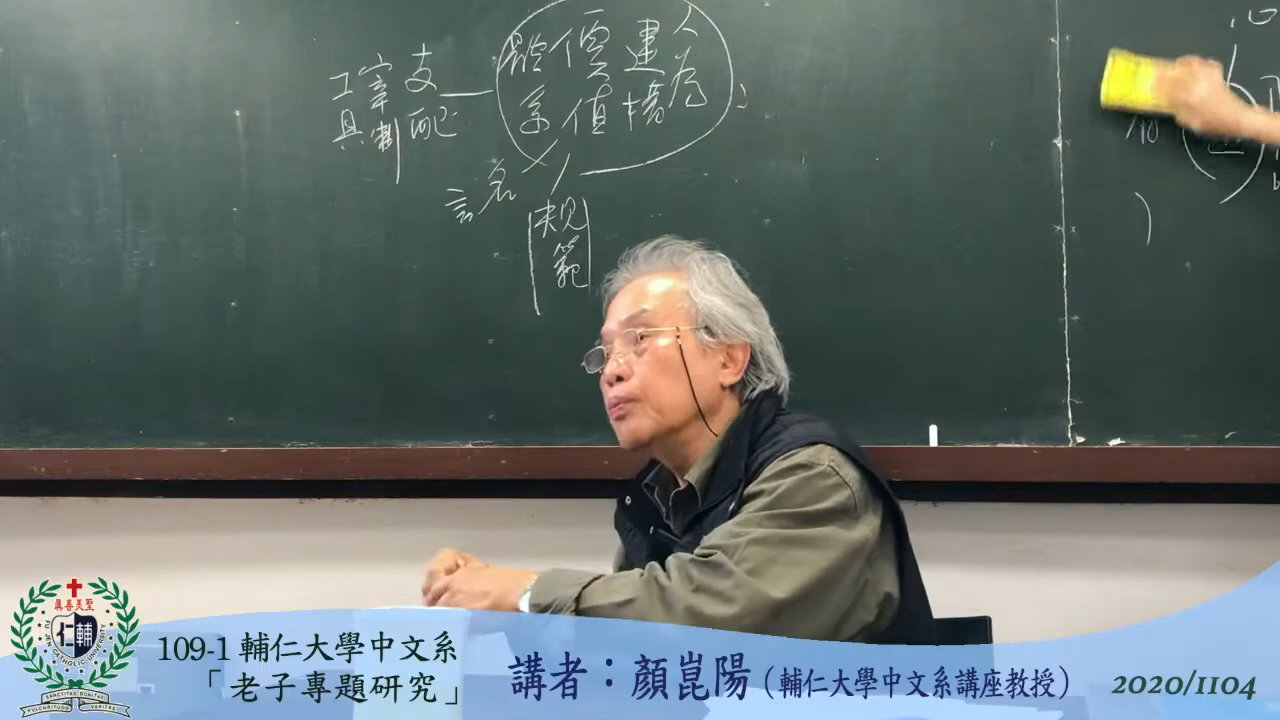 人為
建構
價值
體系
支配
宰制
工具
名言
規範
心
聖美善真
輔仁
FU JEN CATHOLIC UNIVERSITY
SANCTITAS BONITAS
PULCHRITUDO VERITAS
109-1 輔仁大學中文系
「老子專題研究」
講者：顏崑陽（輔仁大學中文系講座教授）
2020/1104